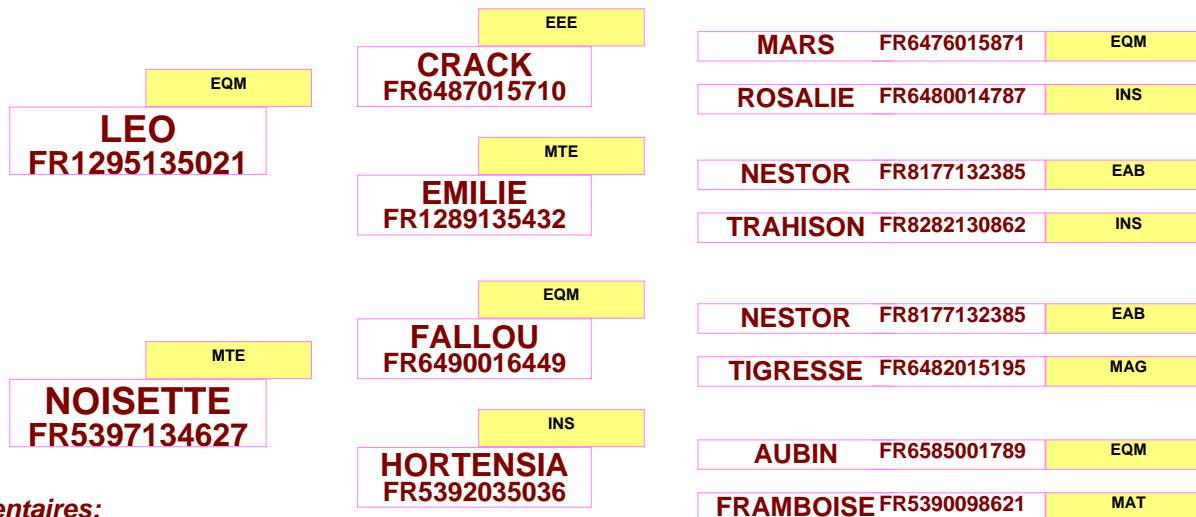 EQM
LEO
FR1295135021
MTE
NOISETTE
FR5397134627
EEE
CRACK
FR6487015710
MTE
EMILIE
FR1289135432
EQM
FALLOU
FR6490016449
INS
HORTENSIA
FR5392035036
MARS FR6476015871 EQM
ROSALIE FR6480014787 INS
NESTOR FR8177132385 EAB
TRAHISON FR8282130862 INS
NESTOR FR8177132385 EAB
TIGRESSE FR6482015195 MAG
AUBIN FR6585001789 EQM
FRAMBOISE FR5390098621 MAT
entaires: